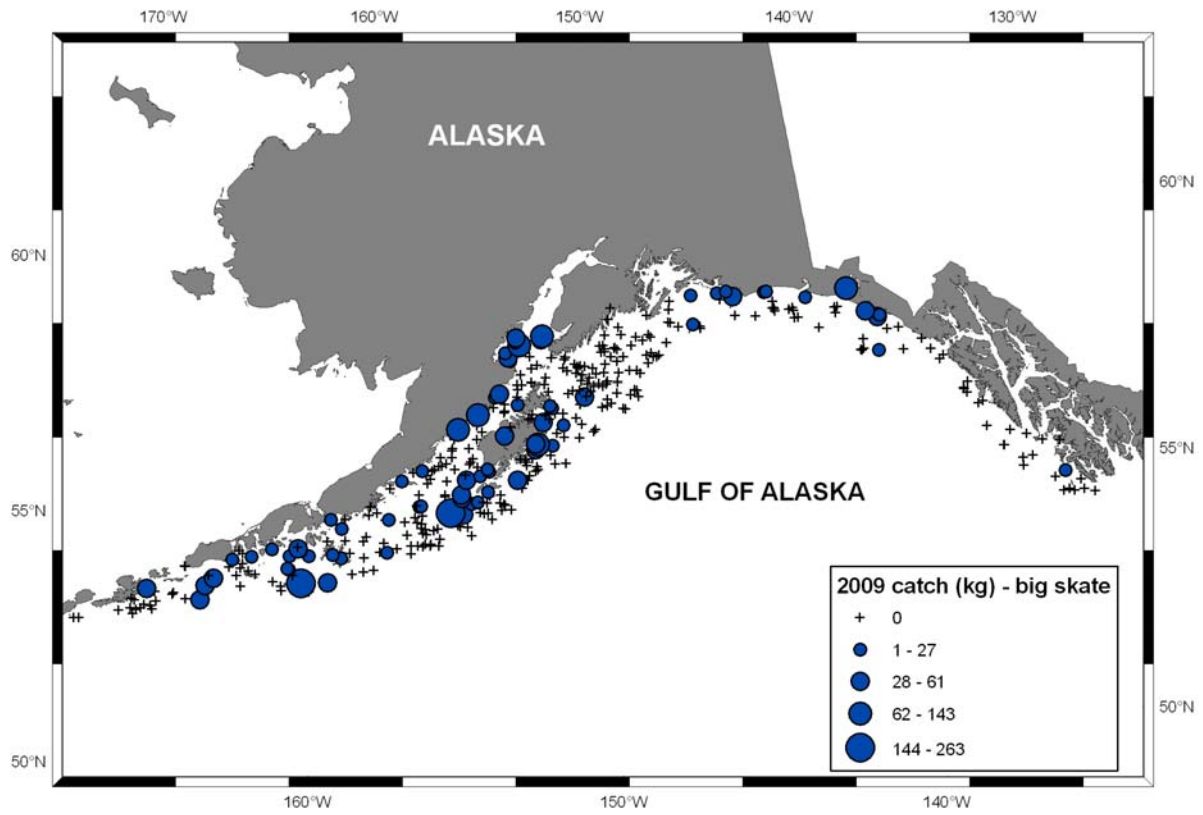 170°W 160°W 150°W 140°W 130°W
ALASKA
60°N
60°N
55°N
GULF OF ALASKA
55°N
2009 catch (kg) - big skate
0
1 - 27
28 - 61
62 - 143
144 - 263
50°N
50°N
160°W 150°W 140°W